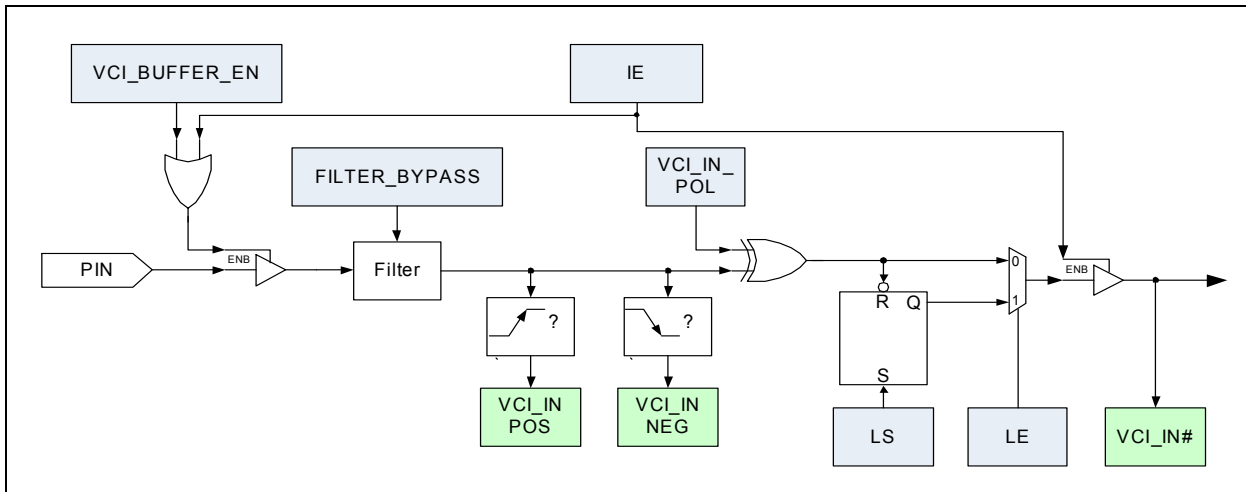 VCI_BUFFER_EN
IE
FILTER_BYPASS
VCI_IN_
POL
ENB
PIN
Filter
0
ENB
1
R
Q
?
?
S
VCI_IN
POS
VCI_IN
NEG
LS
LE
VCI_IN#